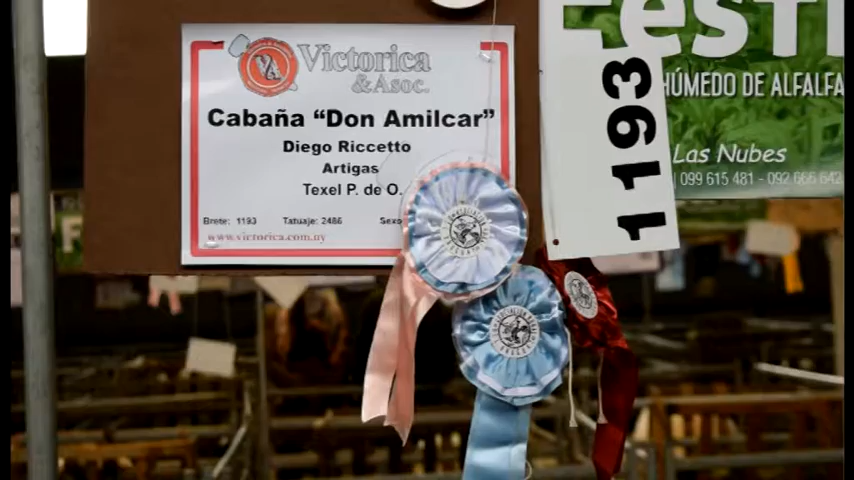 Victorica
& Asoc.
VA
Cabaña “Don Amilcar”
Diego Riccetto
Artigas
Texel P. de O.
Brete: 1193 Tatuaje: 2486 Sexo
www.victorica.com.uy
1193
Festi
HÚMEDO DE ALFALFA
Las Nubes
099 615 481 - 092 666 642